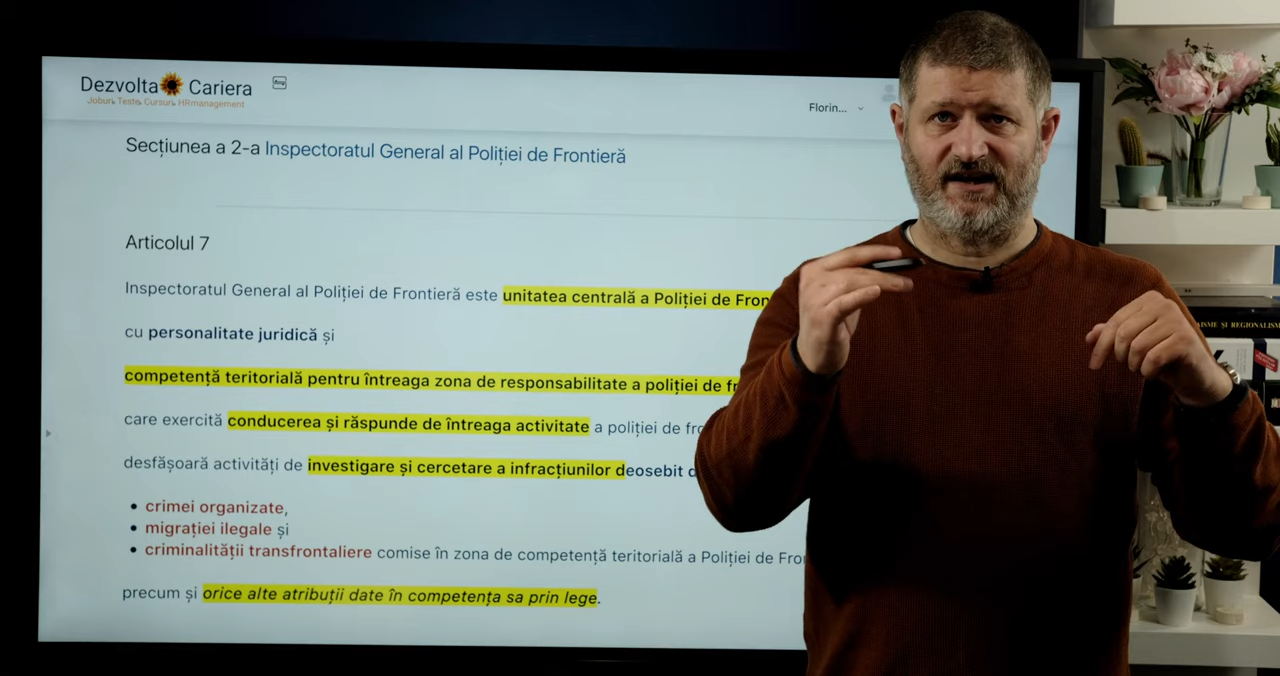 Dezvolta Cariera
Joburi, Teste, Cursuri, HRmanagement
Florin...
Secțiunea a 2-a Inspectoratul General al Poliției de Frontieră
Articolul 7
Inspectoratul General al Poliției de Frontieră este unitatea centrală a Poliției de Fron
cu personalitate juridică și
competență teritorială pentru întreaga zona de responsabilitate a poliției de fr
care exercită conducerea și răspunde de întreaga activitate a poliției de fro
desfășoară activități de investigare și cercetare a infracțiunilor deosebit d
• crimei organizate,
• migrației ilegale și
• criminalității transfrontaliere comise în zona de competență teritorială a Poliției de Fro
precum și orice alte atribuții date în competența sa prin lege.
REGIONALISM